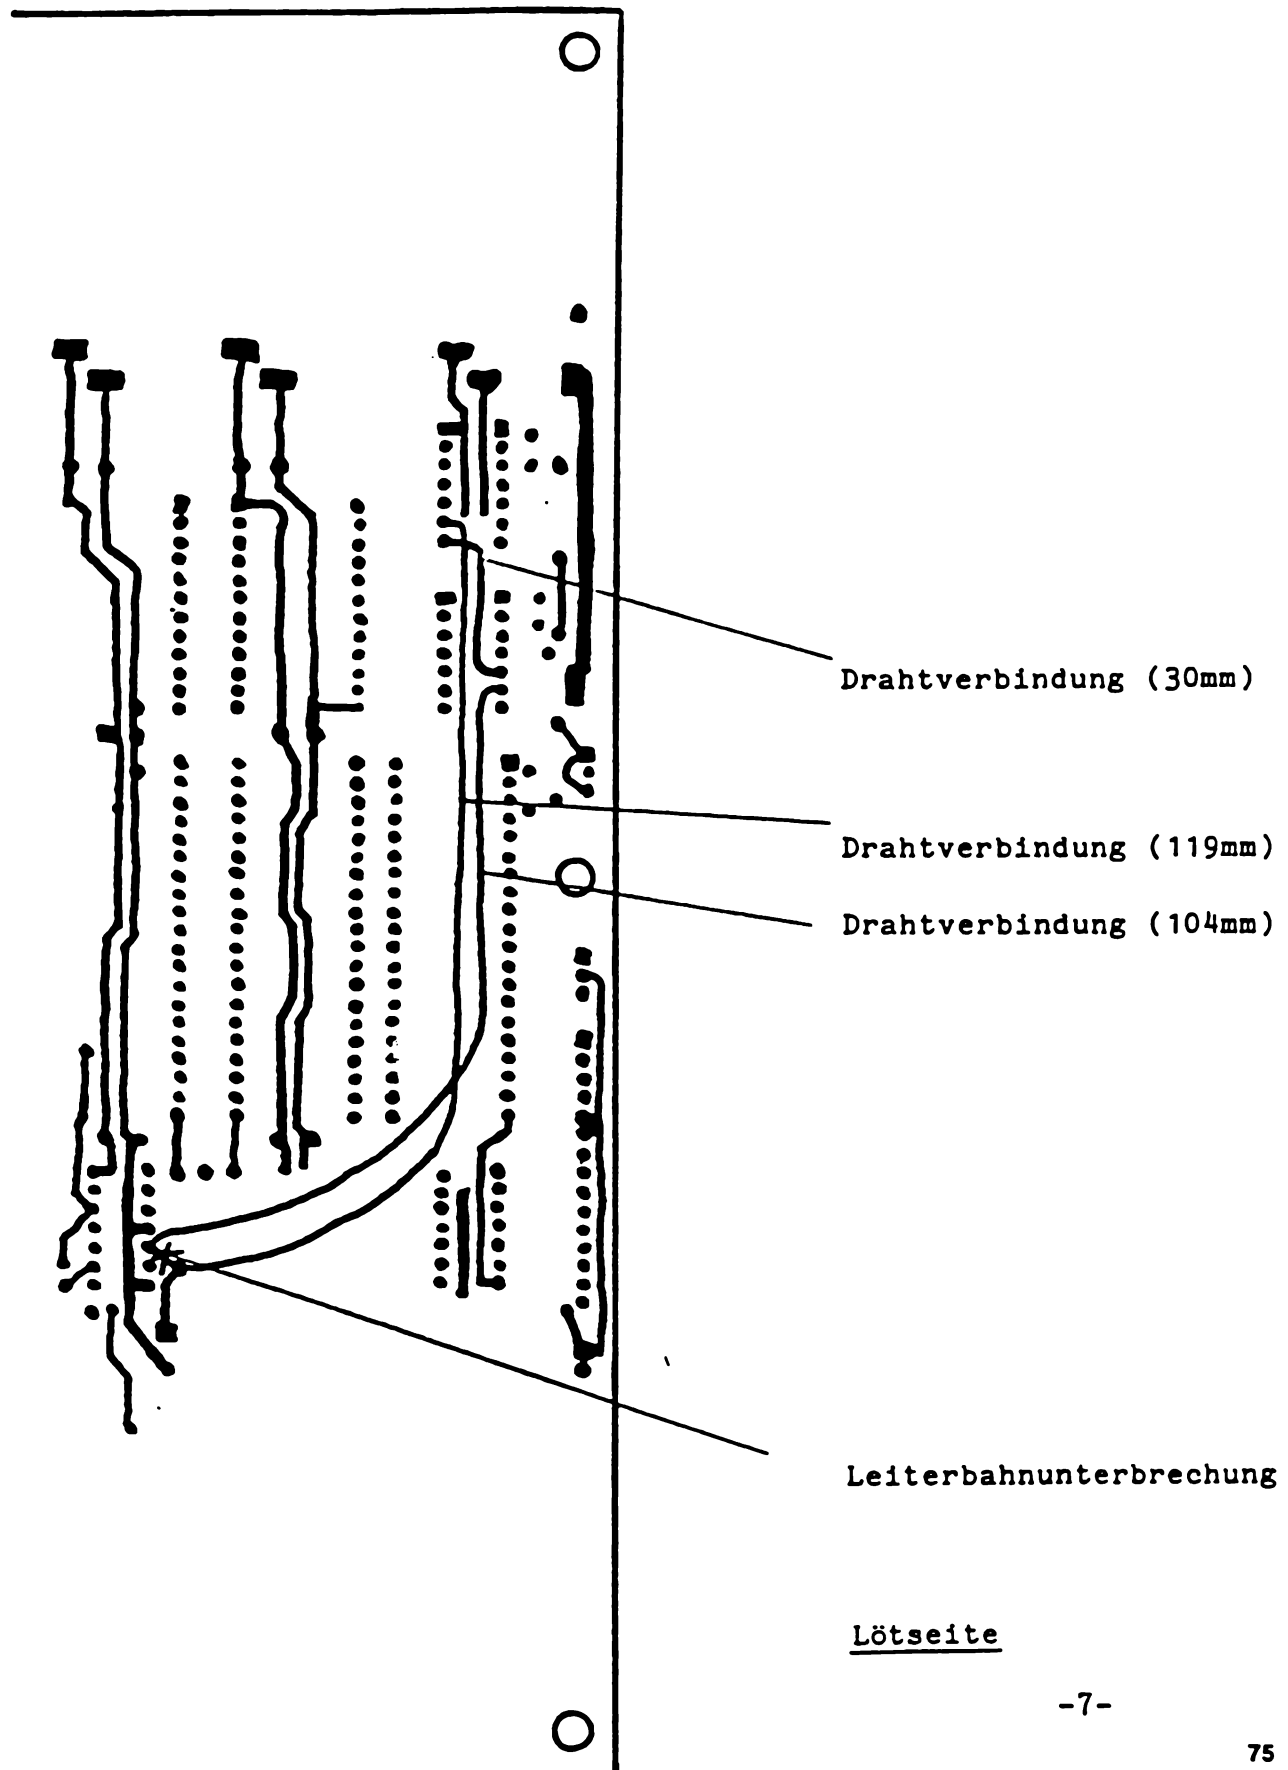 Drahtverbindung (30mm)
Drahtverbindung (119mm)
Drahtverbindung (104mm)
Leiterbahnunterbrechung
Lötseite
-7-
75